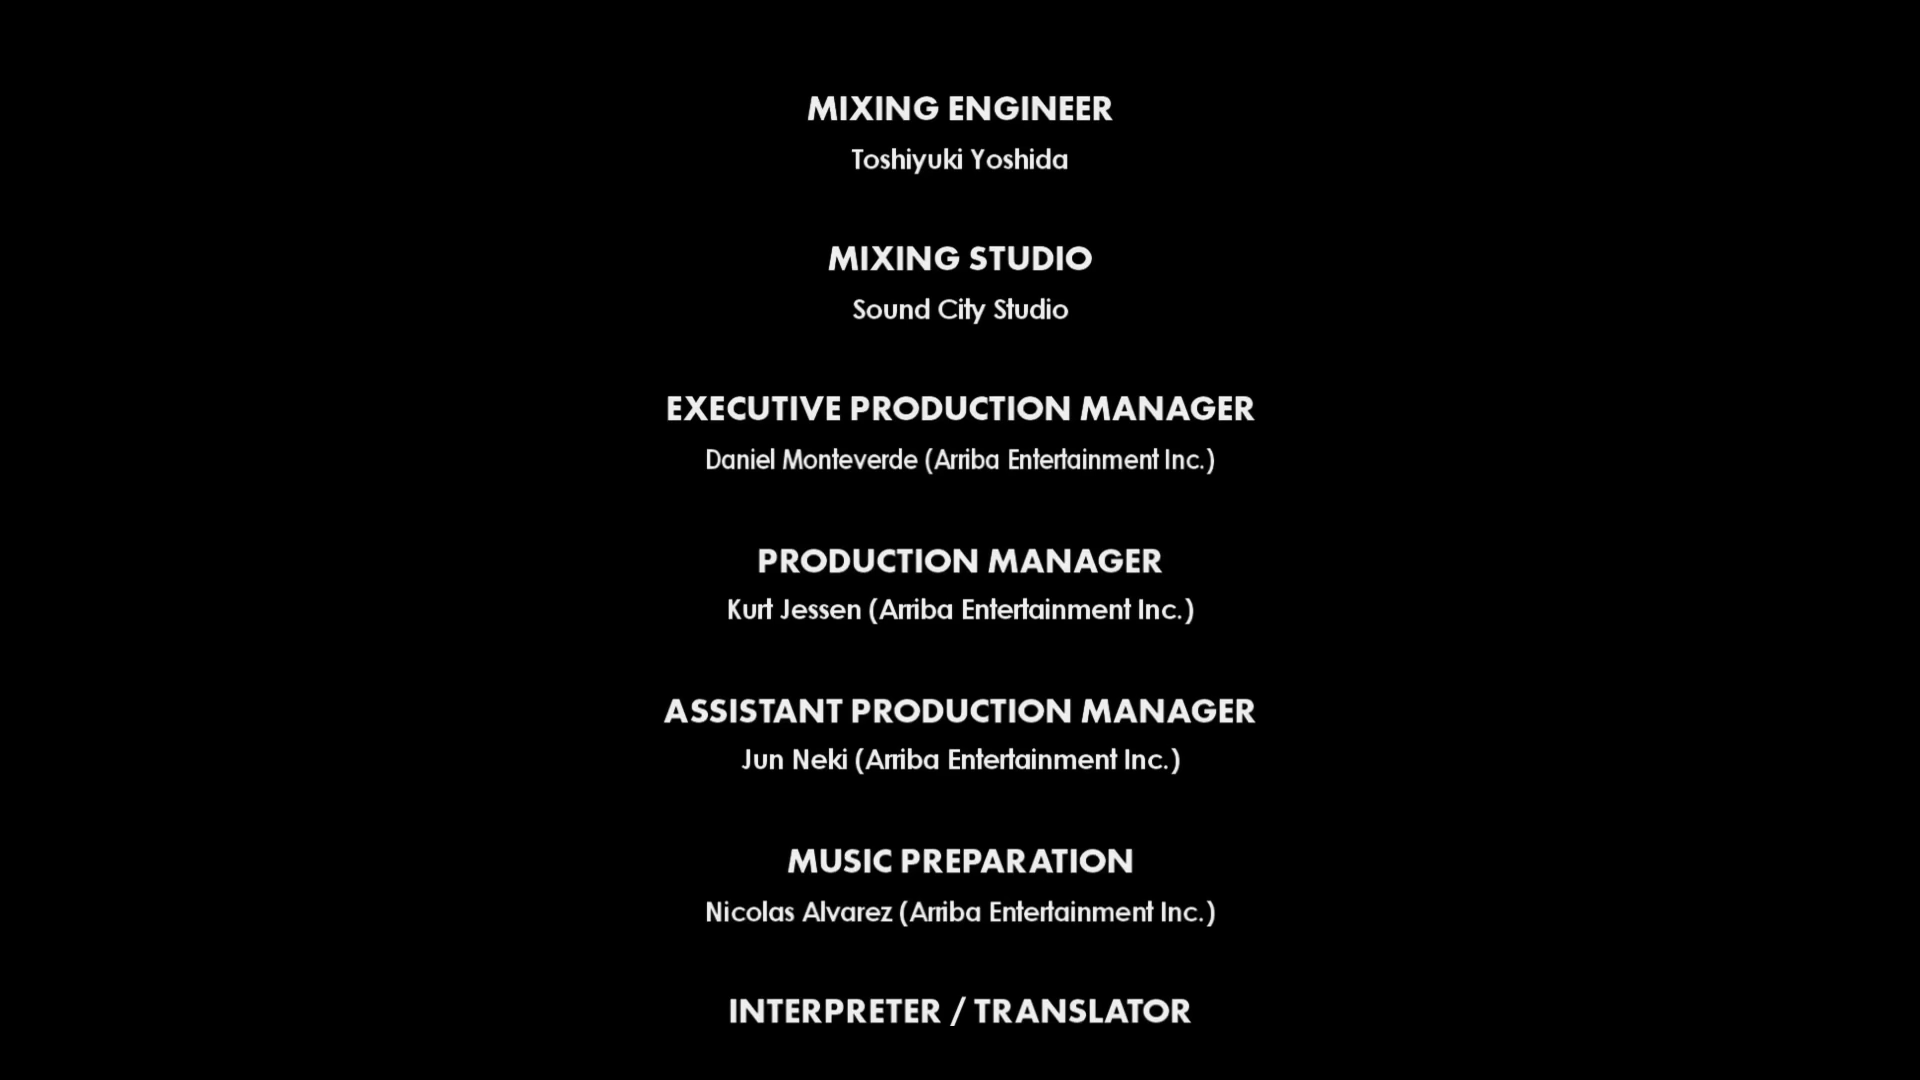 MIXING ENGINEER
Toshiyuki Yoshida
MIXING STUDIO
Sound City Studio
EXECUTIVE PRODUCTION MANAGER
Daniel Monteverde (Arriba Entertainment Inc.)
PRODUCTION MANAGER
Kurt Jessen (Arriba Entertainment Inc.)
ASSISTANT PRODUCTION MANAGER
Jun Neki (Arriba Entertainment Inc.)
MUSIC PREPARATION
Nicolas Alvarez (Arriba Entertainment Inc.)
INTERPRETER / TRANSLATOR